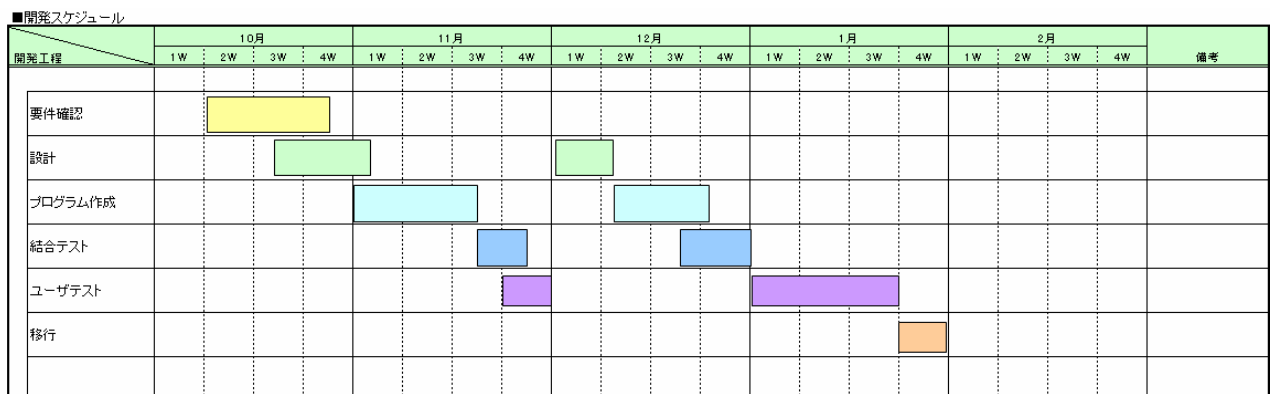 ■開発スケジュール
10月 11月 12月 1月 2月
開発工程 1W 2W 3W 4W 1W 2W 3W 4W 1W 2W 3W 4W 1W 2W 3W 4W 1W 2W 3W 4W 備考
要件確認
設計
プログラム作成
結合テスト
ユーザテスト
移行